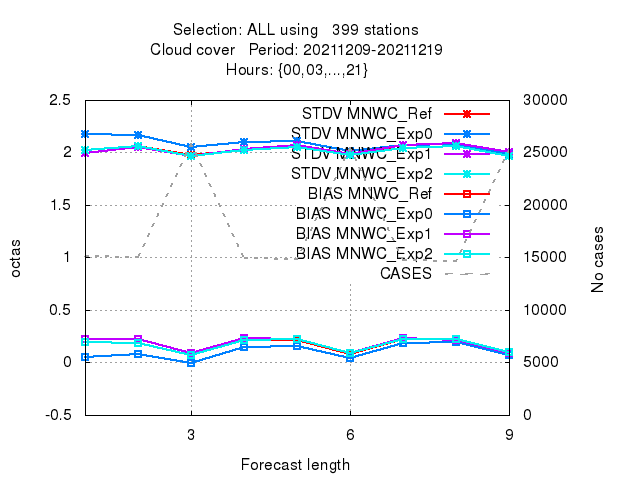 Selection: ALL using   399 stations
Cloud cover   Period: 20211209-20211219
Hours: {00,03,...,21}
2.5 30000
STDV MNWC_Ref
STDV MNWC_Exp0
2 STDV MNWC_Exp1 25000
STDV MNWC_Exp2
BIAS MNWC_Ref
1.5 BIAS MNWC_Exp0 20000
BIAS MNWC_Exp1
1 BIAS MNWC_Exp2 15000
CASES
octas
No cases
0.5 10000
0 5000
-0.5 0
3 6 9
Forecast length